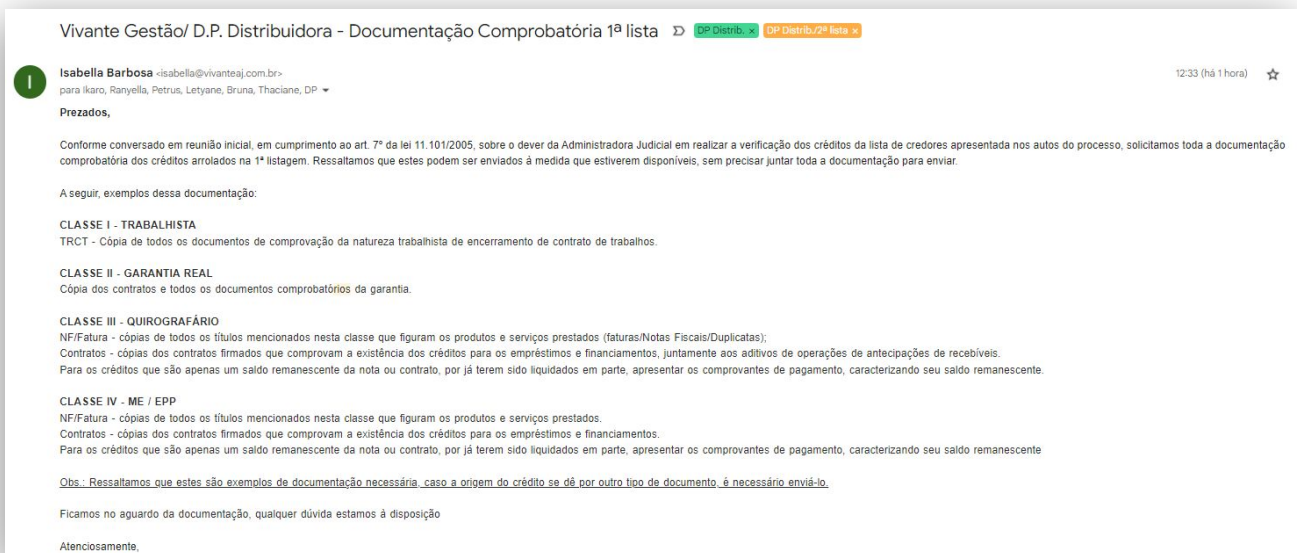 Vivante Gestão/ D.P. Distribuidora - Documentação Comprobatória 1ª lista DP Distrib. x DP Distrib./2ª lista x
I
Isabella Barbosa <isabella@vivanteaj.com.br> 12:33 (há 1 hora)
para Ikaro, Ranyella, Petrus, Letyane, Bruna, Thaciane, DP
Prezados,
Conforme conversado em reunião inicial, em cumprimento ao art. 7º da lei 11.101/2005, sobre o dever da Administradora Judicial em realizar a verificação dos créditos da lista de credores apresentada nos autos do processo, solicitamos toda a documentação
comprobatória dos créditos arrolados na 1ª listagem. Ressaltamos que estes podem ser enviados à medida que estiverem disponíveis, sem precisar juntar toda a documentação para enviar.
A seguir, exemplos dessa documentação:
CLASSE I - TRABALHISTA
TRCT - Cópia de todos os documentos de comprovação da natureza trabalhista de encerramento de contrato de trabalhos.
CLASSE II - GARANTIA REAL
Cópia dos contratos e todos os documentos comprobatórios da garantia.
CLASSE III - QUIROGRAFÁRIO
NF/Fatura - cópias de todos os títulos mencionados nesta classe que figuram os produtos e serviços prestados (faturas/Notas Fiscais/Duplicatas);
Contratos - cópias dos contratos firmados que comprovam a existência dos créditos para os empréstimos e financiamentos, juntamente aos aditivos de operações de antecipações de recebíveis.
Para os créditos que são apenas um saldo remanescente da nota ou contrato, por já terem sido liquidados em parte, apresentar os comprovantes de pagamento, caracterizando seu saldo remanescente.
CLASSE IV - ME / EPP
NF/Fatura - cópias de todos os títulos mencionados nesta classe que figuram os produtos e serviços prestados.
Contratos - cópias dos contratos firmados que comprovam a existência dos créditos para os empréstimos e financiamentos.
Para os créditos que são apenas um saldo remanescente da nota ou contrato, por já terem sido liquidados em parte, apresentar os comprovantes de pagamento, caracterizando seu saldo remanescente
Obs.: Ressaltamos que estes são exemplos de documentação necessária, caso a origem do crédito se dê por outro tipo de documento, é necessário enviá-lo.
Ficamos no aguardo da documentação, qualquer dúvida estamos á disposição
Atenciosamente,